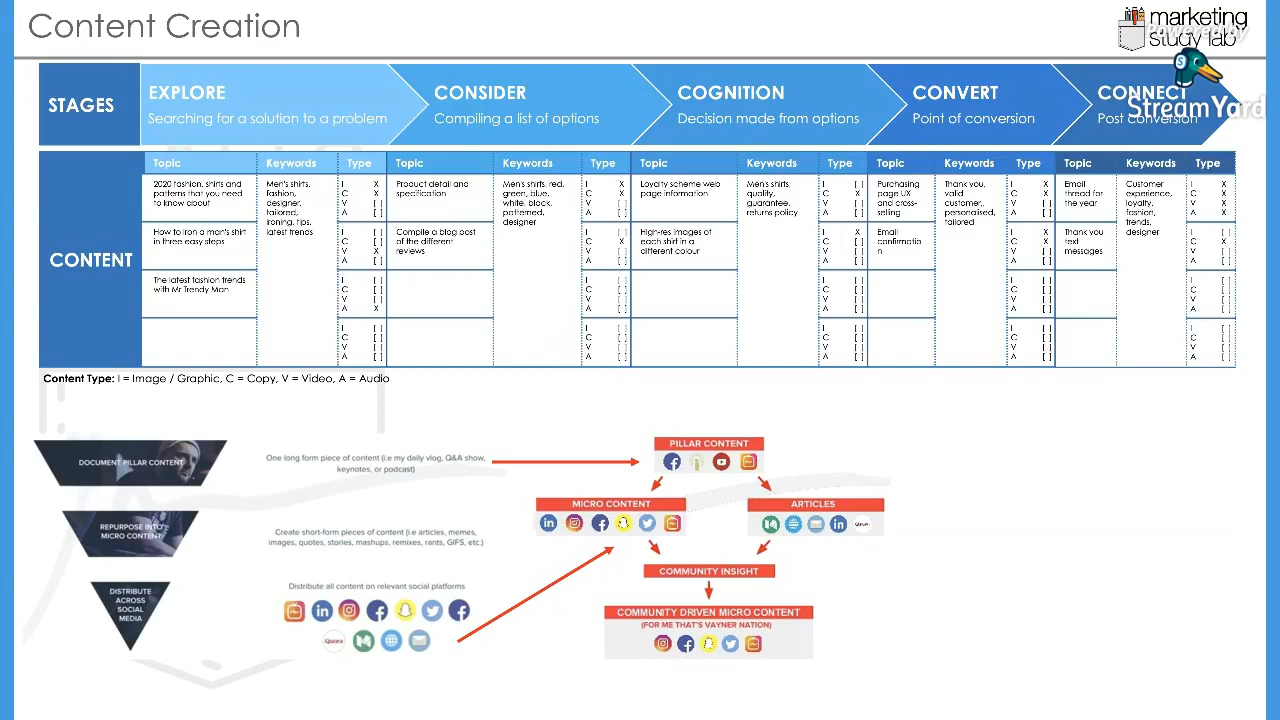 Content Creation
marketing
study lab
Powered by
StreamYard
STAGES
EXPLORE
Searching for a solution to a problem
CONSIDER
Compiling a list of options
COGNITION
Decision made from options
CONVERT
Point of conversion
CONNECT
Post Conversion
CONTENT
Topic Keywords Type Topic Keywords Type Topic Keywords Type Topic Keywords Type Topic Keywords Type
2020 fashion, shirts and
patterns that you need
to know about
How to iron a man's shirt
in three easy steps
The latest fashion trends
with Mr Trendy Man
Men's shirts,
fashion,
designer,
tailored,
ironing, tips,
latest trends
I X
C X
V [ ]
A [ ]
I [ ]
C [ ]
V X
A [ ]
I [ ]
C [ ]
V [ ]
A X
I [ ]
C [ ]
V [ ]
A [ ]
Product detail and
specification
Compile a blog post
of the different
reviews
Men's shirts, red,
green, blue,
white, black,
patterned,
designer
I X
C X
V [ ]
A [ ]
I [ ]
C X
V [ ]
A [ ]
I [ ]
C [ ]
V [ ]
A [ ]
I [ ]
C [ ]
V [ ]
A [ ]
Loyalty scheme web
page information
High-res images of
each shirt in a
different colour
Men's shirts,
quality,
guarantee,
returns policy
I [ ]
C X
V [ ]
A [ ]
I X
C [ ]
V [ ]
A [ ]
I [ ]
C [ ]
V [ ]
A [ ]
I [ ]
C [ ]
V [ ]
A [ ]
Purchasing
page UX
and cross-
selling
Email
confirmatio
n
Thank you,
valid
customer,,
personalised,
tailored
I X
C X
V [ ]
A [ ]
I X
C X
V [ ]
A [ ]
I [ ]
C [ ]
V [ ]
A [ ]
I [ ]
C [ ]
V [ ]
A [ ]
Email
thread for
the year
Thank you
text
messages
Customer
experience,
loyalty,
fashion,
trends,
designer
I X
C X
V X
A X
I [ ]
C X
V [ ]
A [ ]
I [ ]
C [ ]
V [ ]
A [ ]
I [ ]
C [ ]
V [ ]
A [ ]
Content Type: I = Image / Graphic, C = Copy, V = Video, A = Audio
DOCUMENT PILLAR CONTENT
One long form piece of content (i.e my daily vlog, Q&A show,
keynotes, or podcast)
REPURPOSE INTO
MICRO CONTENT
Create short-form pieces of content (i.e articles, memes,
images, quotes, stories, mashups, remixes, rants, GIFS, etc.)
DISTRIBUTE
ACROSS
SOCIAL
MEDIA
Distribute all content on relevant social platforms
Quora
PILLAR CONTENT
MICRO CONTENT
ARTICLES
Quora
COMMUNITY INSIGHT
COMMUNITY DRIVEN MICRO CONTENT
(FOR ME THAT'S VAYNER NATION)